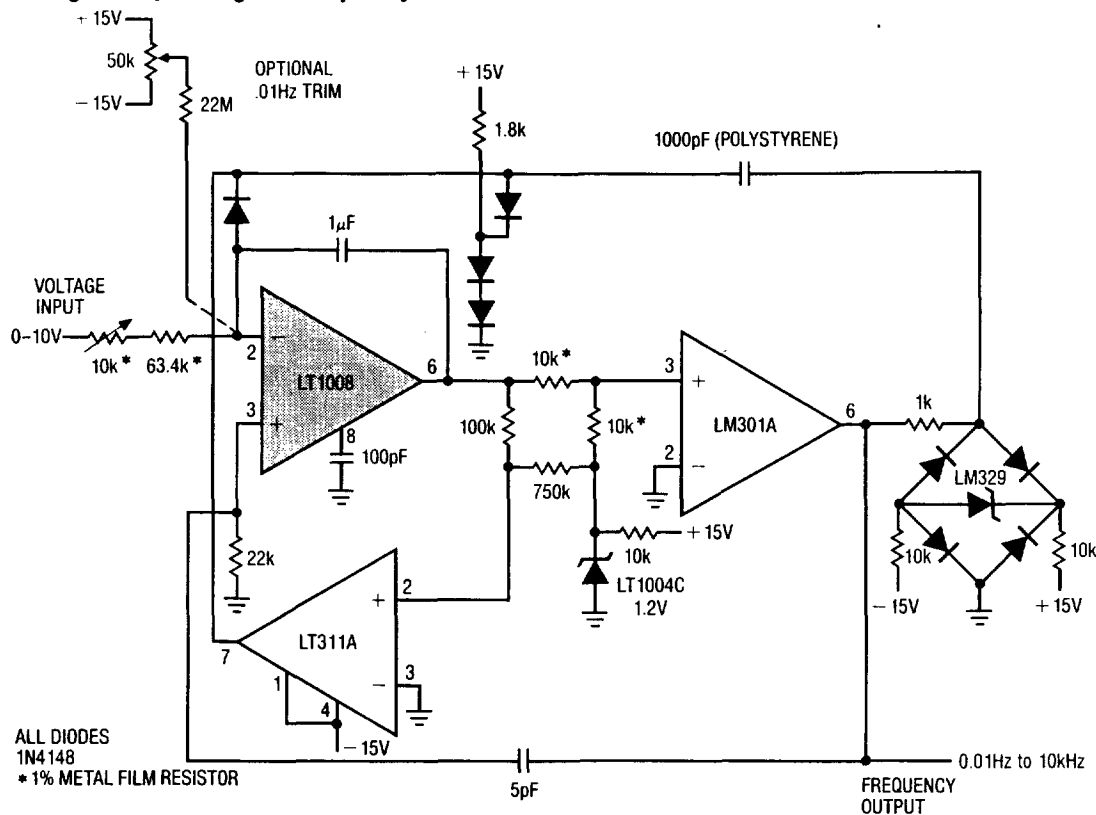 + 15V
50k
- 15V
22M
OPTIONAL
.01Hz TRIM
+ 15V
1.8k
1000pF (POLYSTYRENE)
1µF
VOLTAGE
INPUT
0-10V
10k*
63.4k*
2
3
−
+
LT1008
6
8
100pF
22k
100k
10k*
10k*
750k
10k
+ 15V
LT1004C
1.2V
3
2
+
−
LM301A
6
1k
LM329
10k
10k
- 15V
+ 15V
7
LT311A
2
3
+
−
1
4
- 15V
ALL DIODES
1N4148
* 1% METAL FILM RESISTOR
5pF
0.01Hz to 10kHz
FREQUENCY
OUTPUT